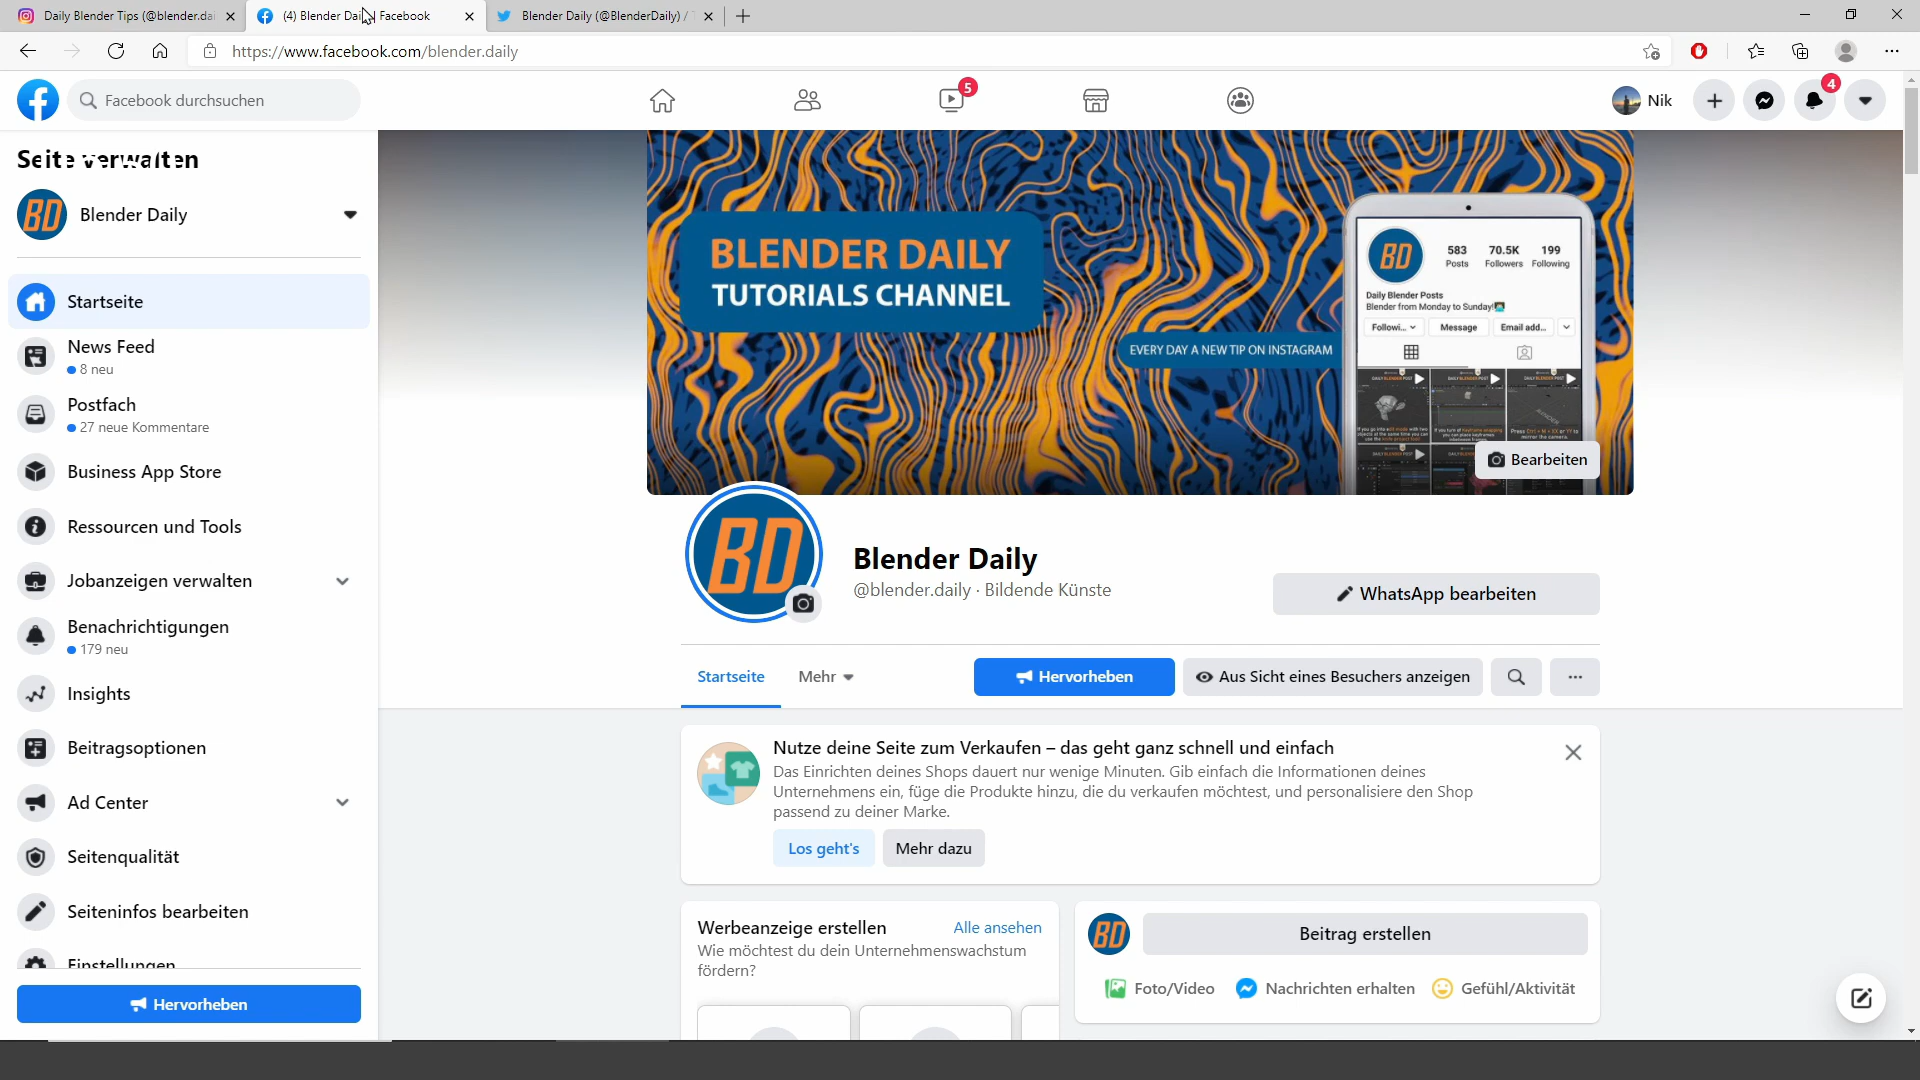 Daily Blender Tips (@blender.dai
(4) Blender Dai
Facebook
Blender Daily (@BlenderDaily) /
https://www.facebook.com/blender.daily
Facebook durchsuchen
5
Nik
4
Seite verwalten
BD
Blender Daily
Startseite
News Feed
8 neu
Postfach
27 neue Kommentare
Business App Store
Ressourcen und Tools
Jobanzeigen verwalten
Benachrichtigungen
179 neu
Insights
Beitragsoptionen
Ad Center
Seitenqualität
Seiteninfos bearbeiten
Einstellungen
Hervorheben
BLENDER DAILY
TUTORIALS CHANNEL
EVERY DAY A NEW TIP ON INSTAGRAM
BD
583 70.5K 199
Posts Followers Following
Daily Blender Posts
Blender from Monday to Sunday!
Followi... Message Email add...
Bearbeiten
BD
Blender Daily
@blender.daily · Bildende Künste
WhatsApp bearbeiten
Startseite
Mehr
Hervorheben
Aus Sicht eines Besuchers anzeigen
Nutze deine Seite zum Verkaufen – das geht ganz schnell und einfach
Das Einrichten deines Shops dauert nur wenige Minuten. Gib einfach die Informationen deines
Unternehmens ein, füge die Produkte hinzu, die du verkaufen möchtest, und personalisiere den Shop
passend zu deiner Marke.
Los geht's
Mehr dazu
Werbeanzeige erstellen
Alle ansehen
Wie möchtest du dein Unternehmenswachstum
fördern?
BD
Beitrag erstellen
Foto/Video
Nachrichten erhalten
Gefühl/Aktivität